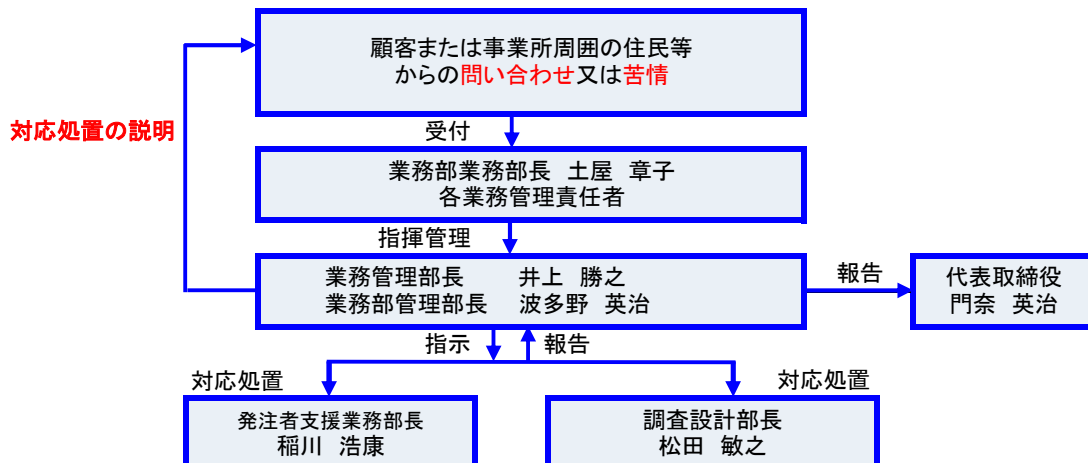 顧客または事業所周囲の住民等
からの問い合わせ又は苦情
対応処置の説明
受付
業務部業務部長 土屋 章子
各業務管理責任者
指揮管理
業務管理部長 井上 勝之
業務部管理部長 波多野 英治
報告
代表取締役
門奈 英治
指示
報告
対応処置
対応処置
発注者支援業務部長
稲川 浩康
調査設計部長
松田 敏之